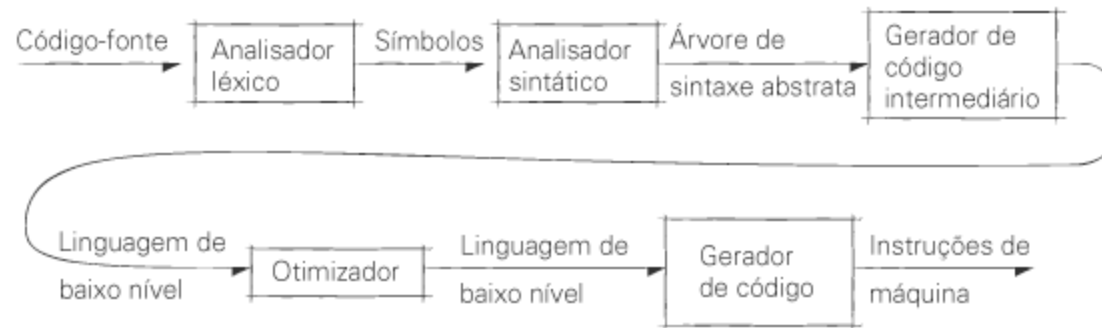 Código-fonte
Analisador
léxico
Símbolos
Analisador
sintático
Árvore de
sintaxe abstrata
Gerador de
código
intermediário
Linguagem de
baixo nível
Otimizador
Linguagem de
baixo nível
Gerador
de código
Instruções de
máquina